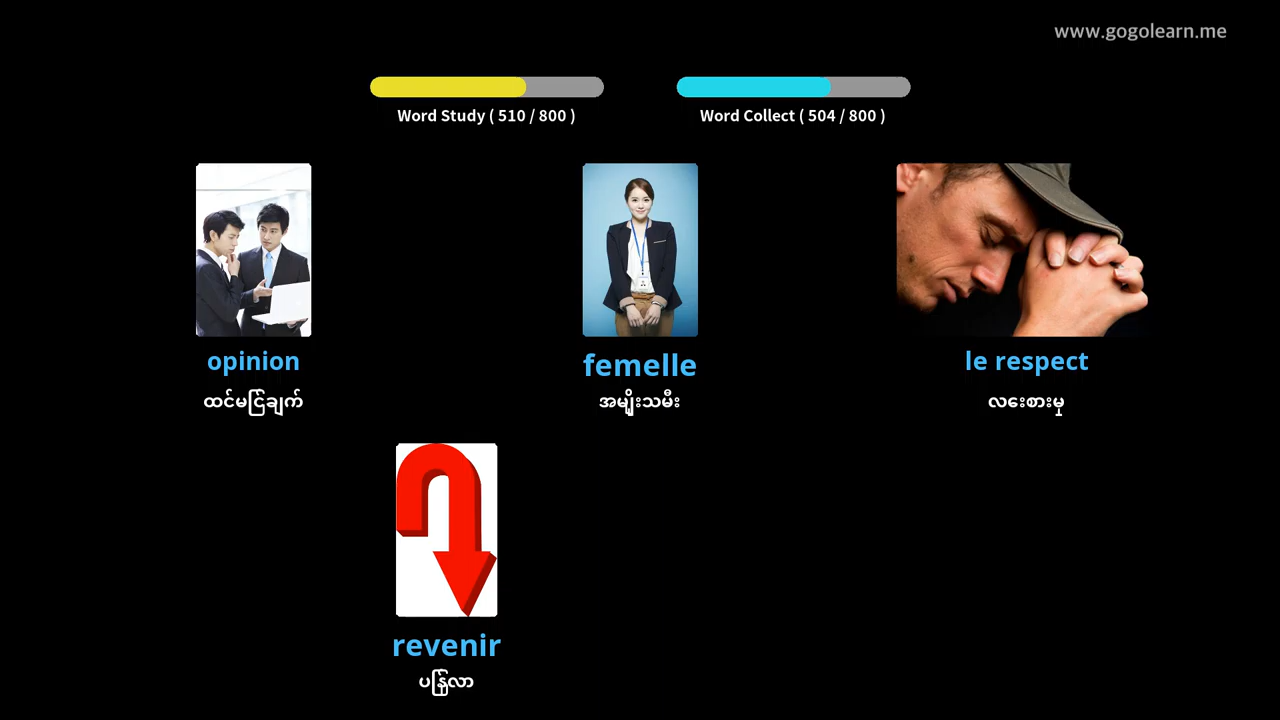 www.gogolearn.me
Word Study ( 510 / 800 )
Word Collect ( 504 / 800 )
opinion
ထင်မြင်ချက်
femelle
အမျိုးသမီး
le respect
လေးစားမှု
revenir
ပြန်လာ